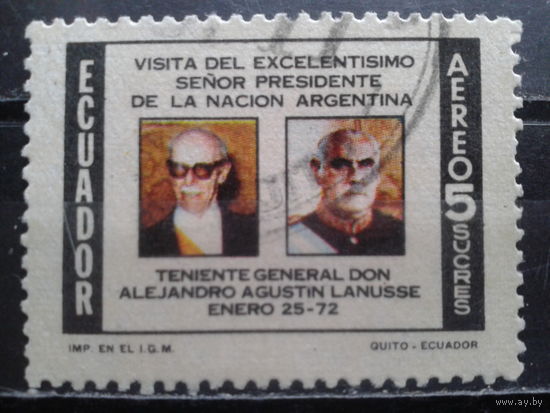 ECUADOR
VISITA DEL EXCELENTISIMO
SEÑOR PRESIDENTE
DE LA NACION ARGENTINA
TENIENTE GENERAL DON
ALEJANDRO AGUSTIN LANUSSE
ENERO 25-72
AEREO 5 SUCRES
IMP. EN EL I.G.M.
QUITO - ECUADOR
www.ay.by